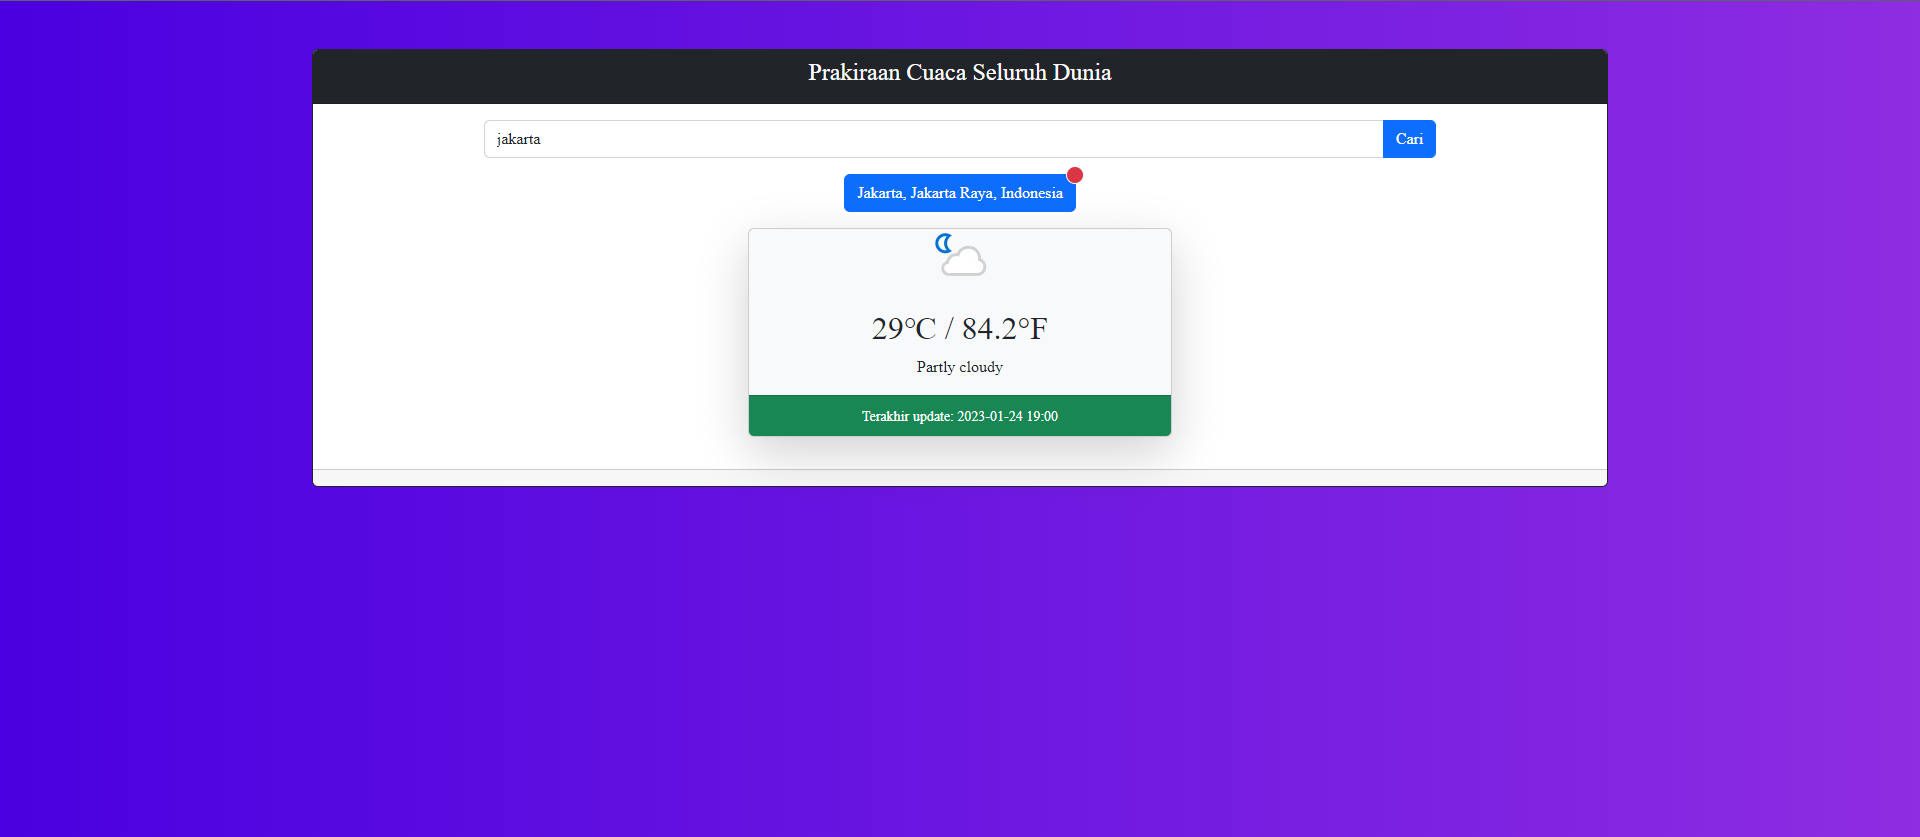 Prakiraan Cuaca Seluruh Dunia
jakarta
Cari
Jakarta, Jakarta Raya, Indonesia
29°C / 84.2°F
Partly cloudy
Terakhir update: 2023-01-24 19:00